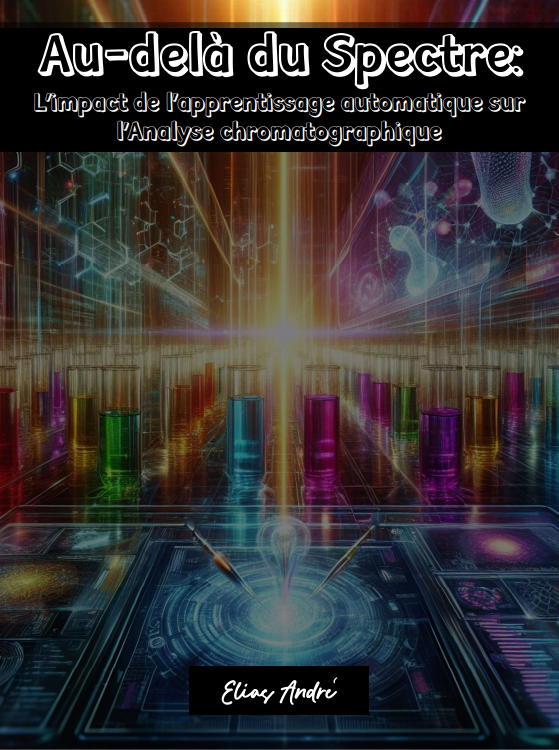 Au-delà du Spectre:
L'impact de l'apprentissage automatique sur
l'Analyse chromatographique
Elias André